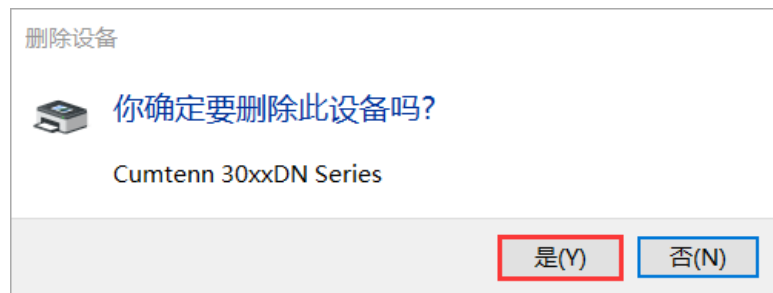 删除设备
你确定要删除此设备吗?
Cumtenn 30xxDN Series
是(Y)
否(N)